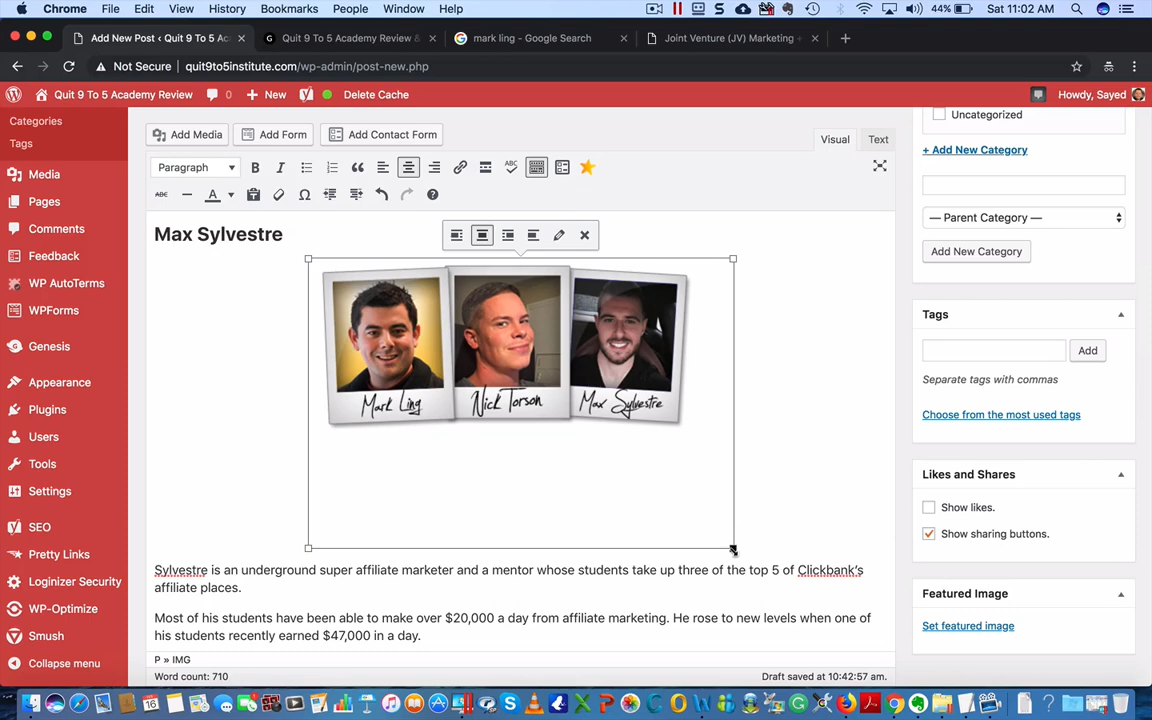 Chrome File Edit View History Bookmarks People Window Help 44% Sat 11:02 AM
Add New Post ‹ Quit 9 To 5 Ac Quit 9 To 5 Academy Review & mark ling - Google Search Joint Venture (JV) Marketing
Not Secure quit9to5institute.com/wp-admin/post-new.php
Quit 9 To 5 Academy Review 0 New Delete Cache Howdy, Sayed
Categories
Tags
Media
Pages
Comments
Feedback
WP AutoTerms
WPForms
Genesis
Appearance
Plugins
Users
Tools
Settings
SEO
Pretty Links
Loginizer Security
WP-Optimize
Smush
Collapse menu
Add Media Add Form Add Contact Form Visual Text
Paragraph B I ABC
ABC A Ω
Max Sylvestre
Mark Ling Nick Torson Max Sylvestre
Sylvestre is an underground super affiliate marketer and a mentor whose students take up three of the top 5 of Clickbank's
affiliate places.
Most of his students have been able to make over $20,000 a day from affiliate marketing. He rose to new levels when one of
his students recently earned $47,000 in a day.
P » IMG
Word count: 710 Draft saved at 10:42:57 am.
Uncategorized
+ Add New Category
— Parent Category —
Add New Category
Tags
Add
Separate tags with commas
Choose from the most used tags
Likes and Shares
Show likes.
Show sharing buttons.
Featured Image
Set featured image